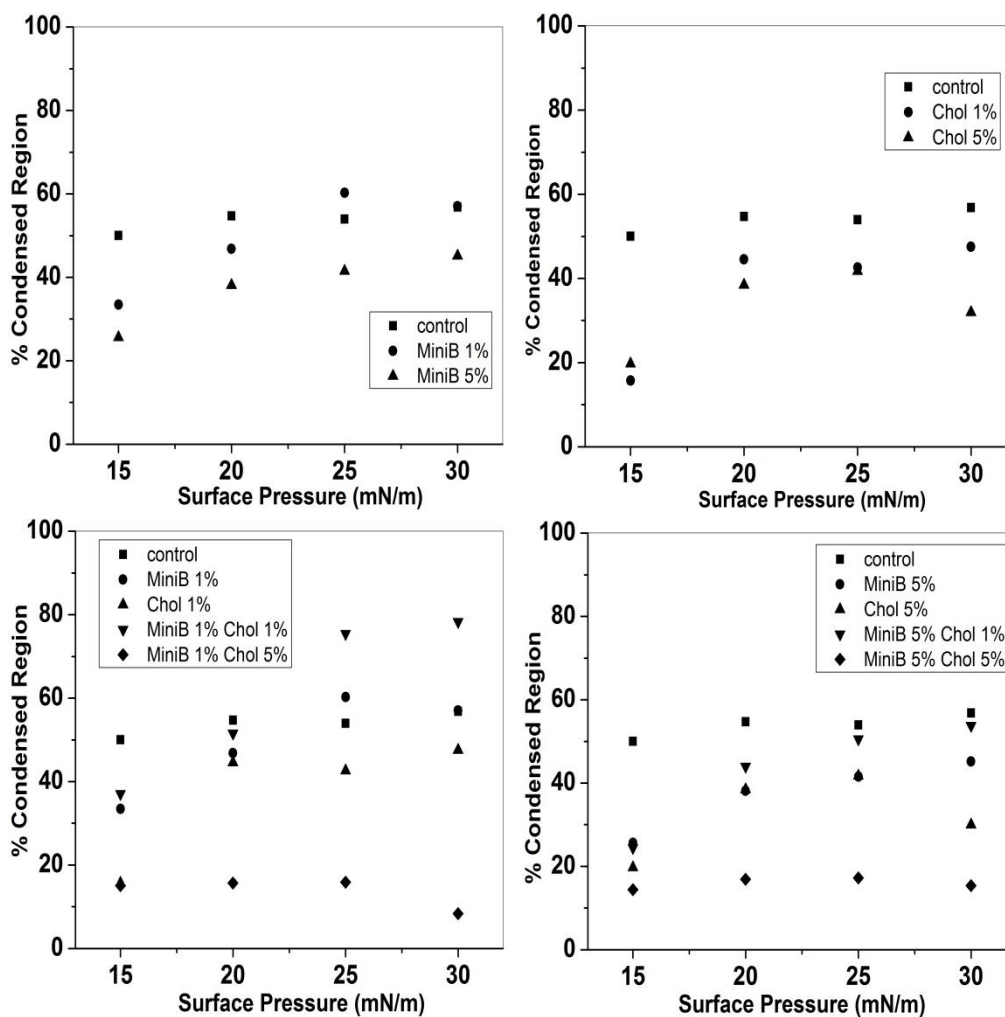 100
80
60
40
20
0
% Condensed Region
control
MiniB 1%
MiniB 5%
15 20 25 30
Surface Pressure (mN/m)
100
80
60
40
20
0
% Condensed Region
control
Chol 1%
Chol 5%
15 20 25 30
Surface Pressure (mN/m)
100
80
60
40
20
0
% Condensed Region
control
MiniB 1%
Chol 1%
MiniB 1% Chol 1%
MiniB 1% Chol 5%
15 20 25 30
Surface Pressure (mN/m)
100
80
60
40
20
0
% Condensed Region
control
MiniB 5%
Chol 5%
MiniB 5% Chol 1%
MiniB 5% Chol 5%
15 20 25 30
Surface Pressure (mN/m)